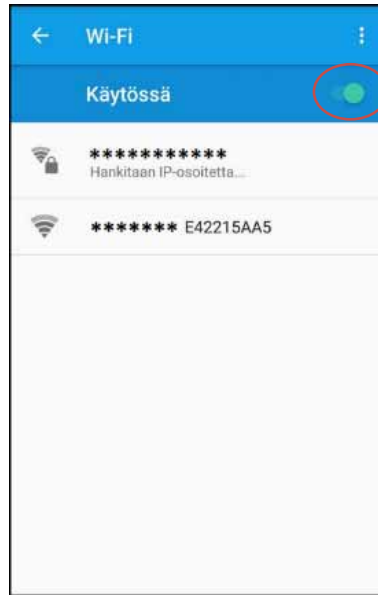 Wi-Fi
Käytössä
***********
Hankitaan IP-osoitetta...
******* E42215AA5